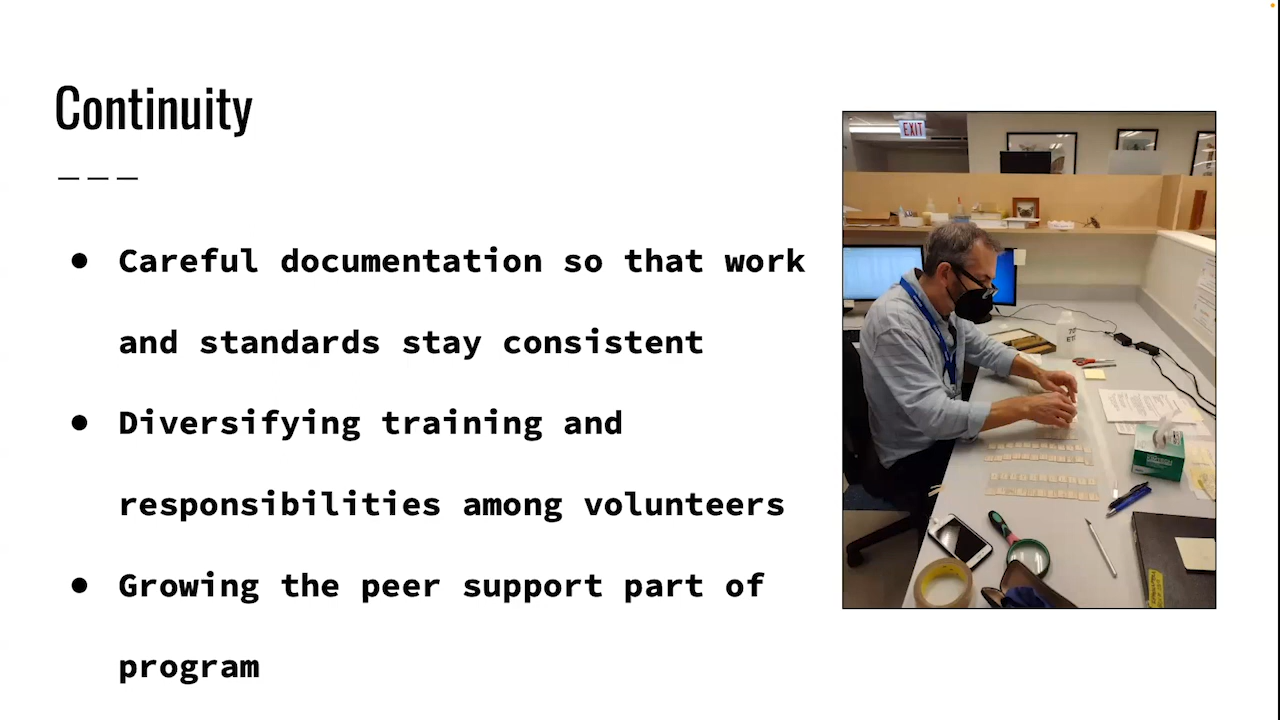 Continuity
● Careful documentation so that work
and standards stay consistent
● Diversifying training and
responsibilities among volunteers
● Growing the peer support part of
program
EXIT